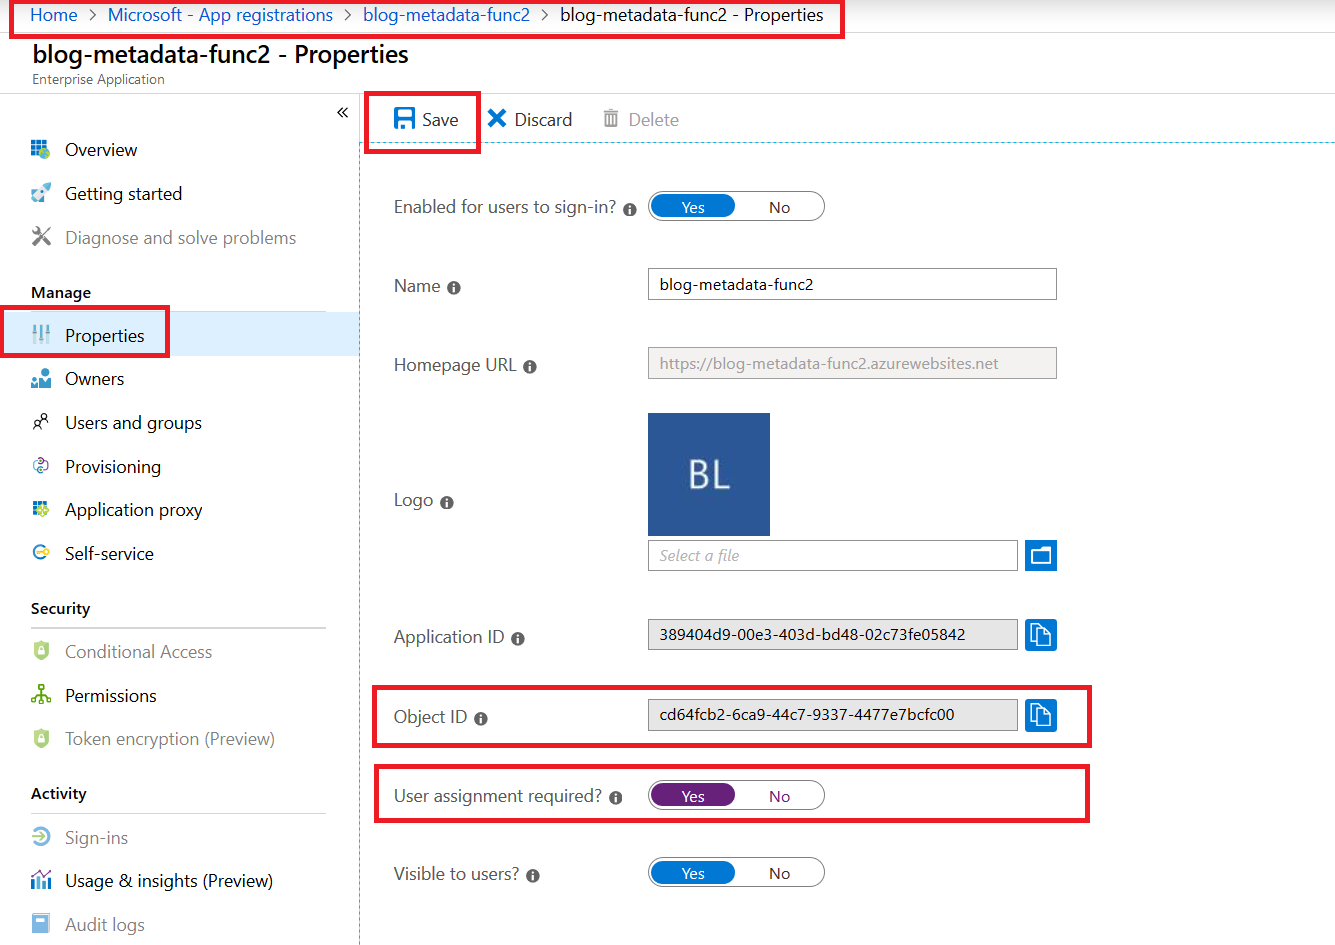 Home > Microsoft - App registrations > blog-metadata-func2 > blog-metadata-func2 - Properties
blog-metadata-func2 - Properties
Enterprise Application
«
Save Discard Delete
Overview
Getting started
Diagnose and solve problems
Manage
Properties
Owners
Users and groups
Provisioning
Application proxy
Self-service
Security
Conditional Access
Permissions
Token encryption (Preview)
Activity
Sign-ins
Usage & insights (Preview)
Audit logs
Enabled for users to sign-in? Yes No
Name blog-metadata-func2
Homepage URL https://blog-metadata-func2.azurewebsites.net
Logo BL
Select a file
Application ID 389404d9-00e3-403d-bd48-02c73fe05842
Object ID cd64fcb2-6ca9-44c7-9337-4477e7bcfc00
User assignment required? Yes No
Visible to users? Yes No